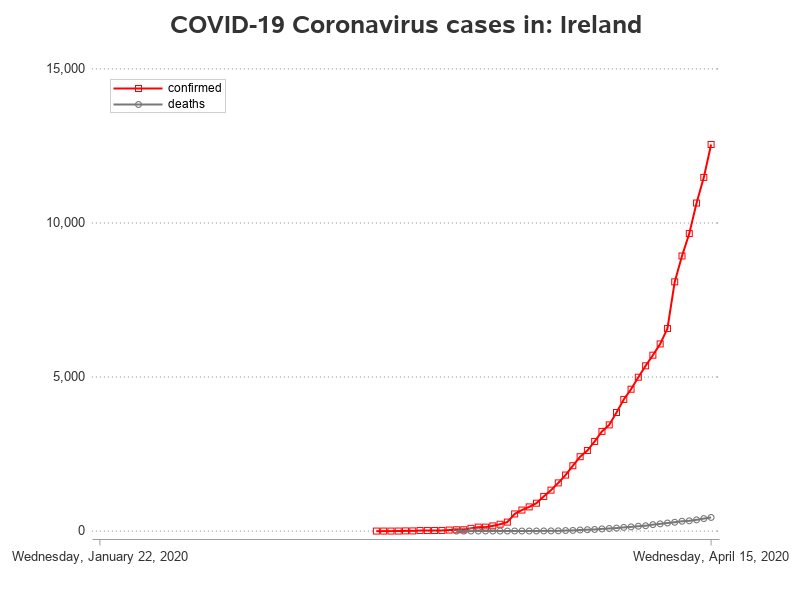 COVID-19 Coronavirus cases in: Ireland
15,000
confirmed
deaths
10,000
5,000
0
Wednesday, January 22, 2020 Wednesday, April 15, 2020